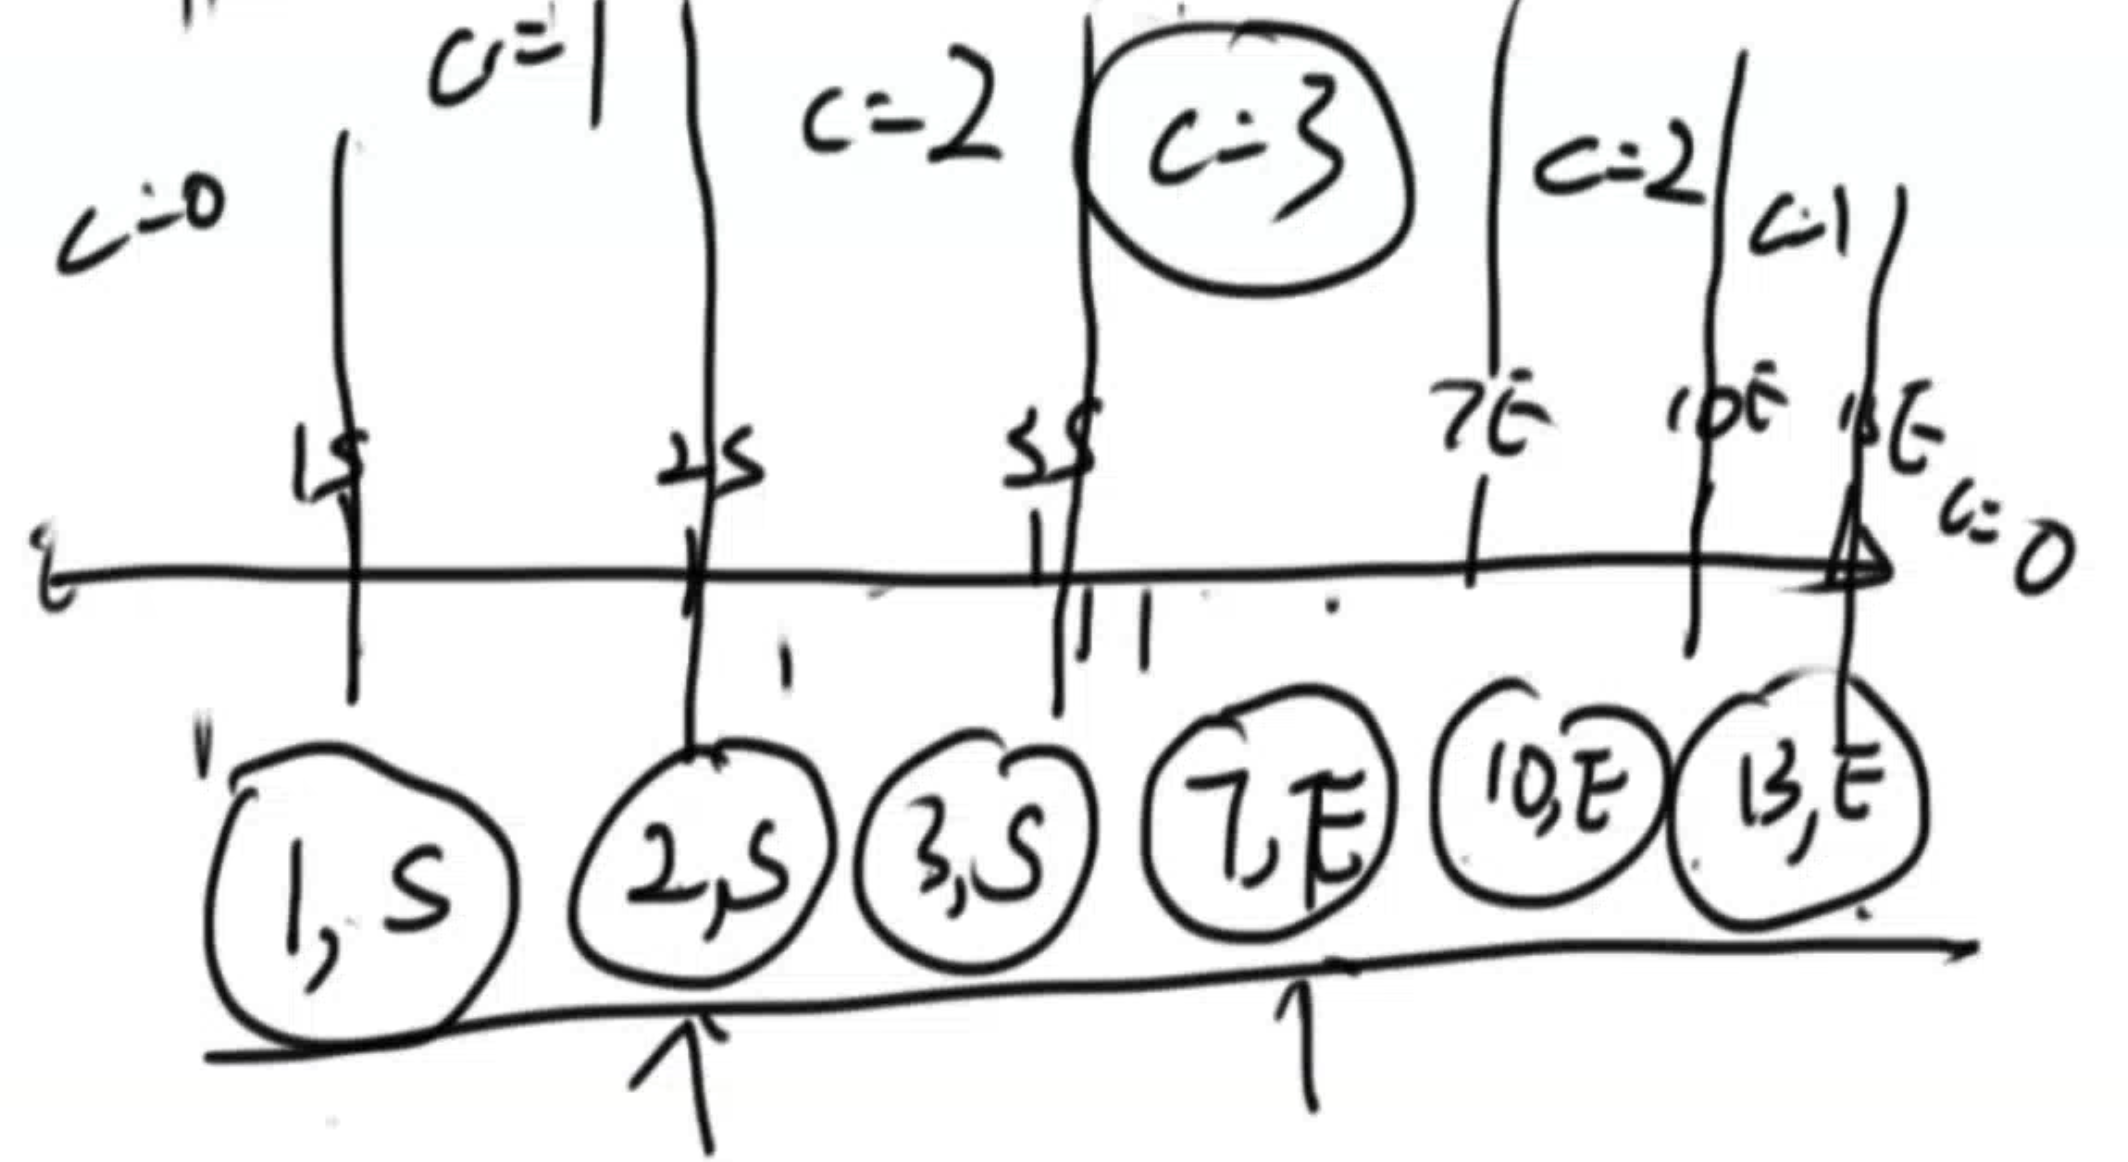 c=0 c=1 c=2 c=3 c=2 c=1
1S 2S 3S 7E 10E 13E
c=0
1, S 2,S 3,S 7,E 10,E 13,E